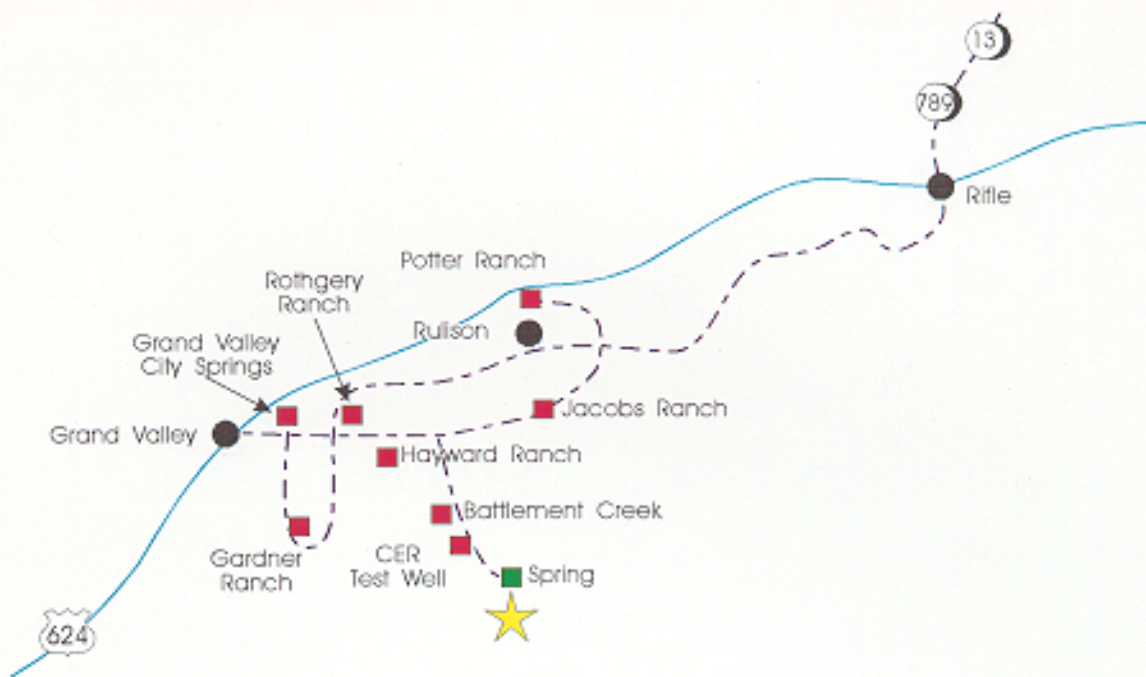 13
789
Rifle
Potter Ranch
Rothgery
Ranch
Rulison
Grand Valley
City Springs
Jacobs Ranch
Grand Valley
Hayward Ranch
Battlement Creek
CER
Test Well
Gardner
Ranch
Spring
624